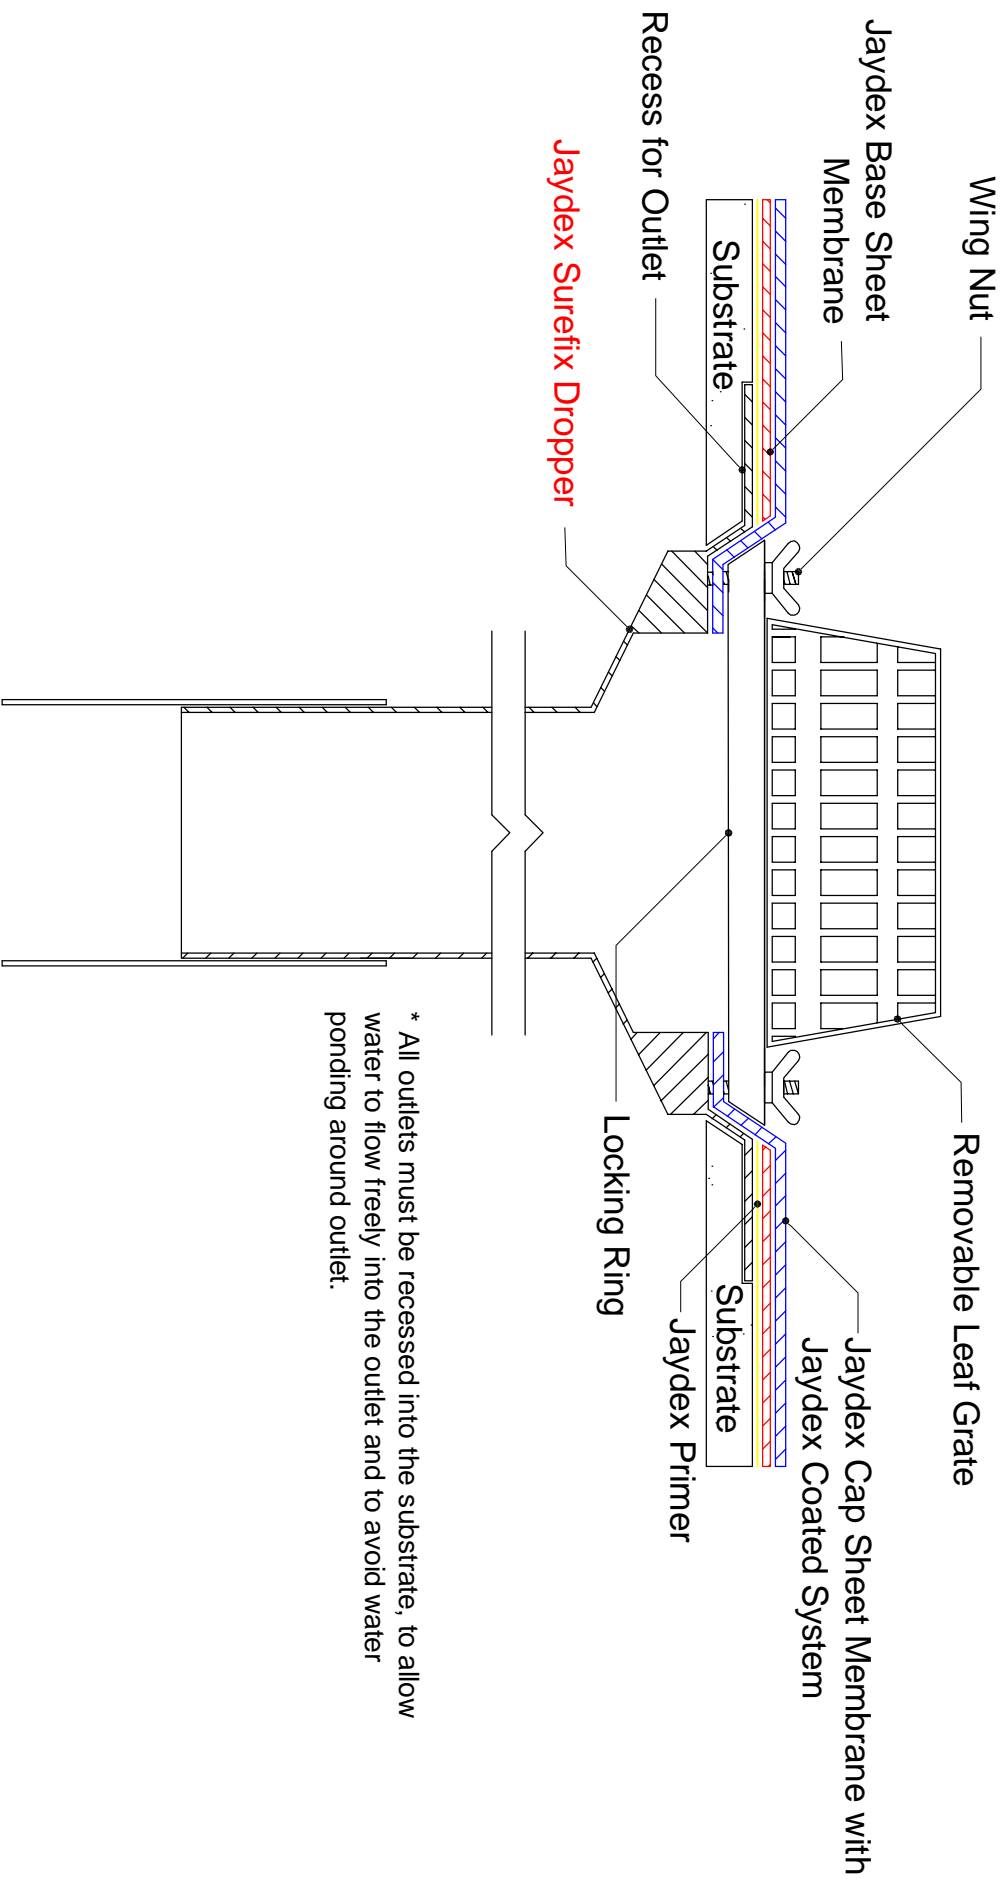 Wing Nut
Jaydex Base Sheet
Membrane
Recess for Outlet
Jaydex Surefix Dropper
Substrate
Removable Leaf Grate
Jaydex Cap Sheet Membrane with
Jaydex Coated System
Substrate
Jaydex Primer
Locking Ring
* All outlets must be recessed into the substrate, to allow
water to flow freely into the outlet and to avoid water
ponding around outlet.